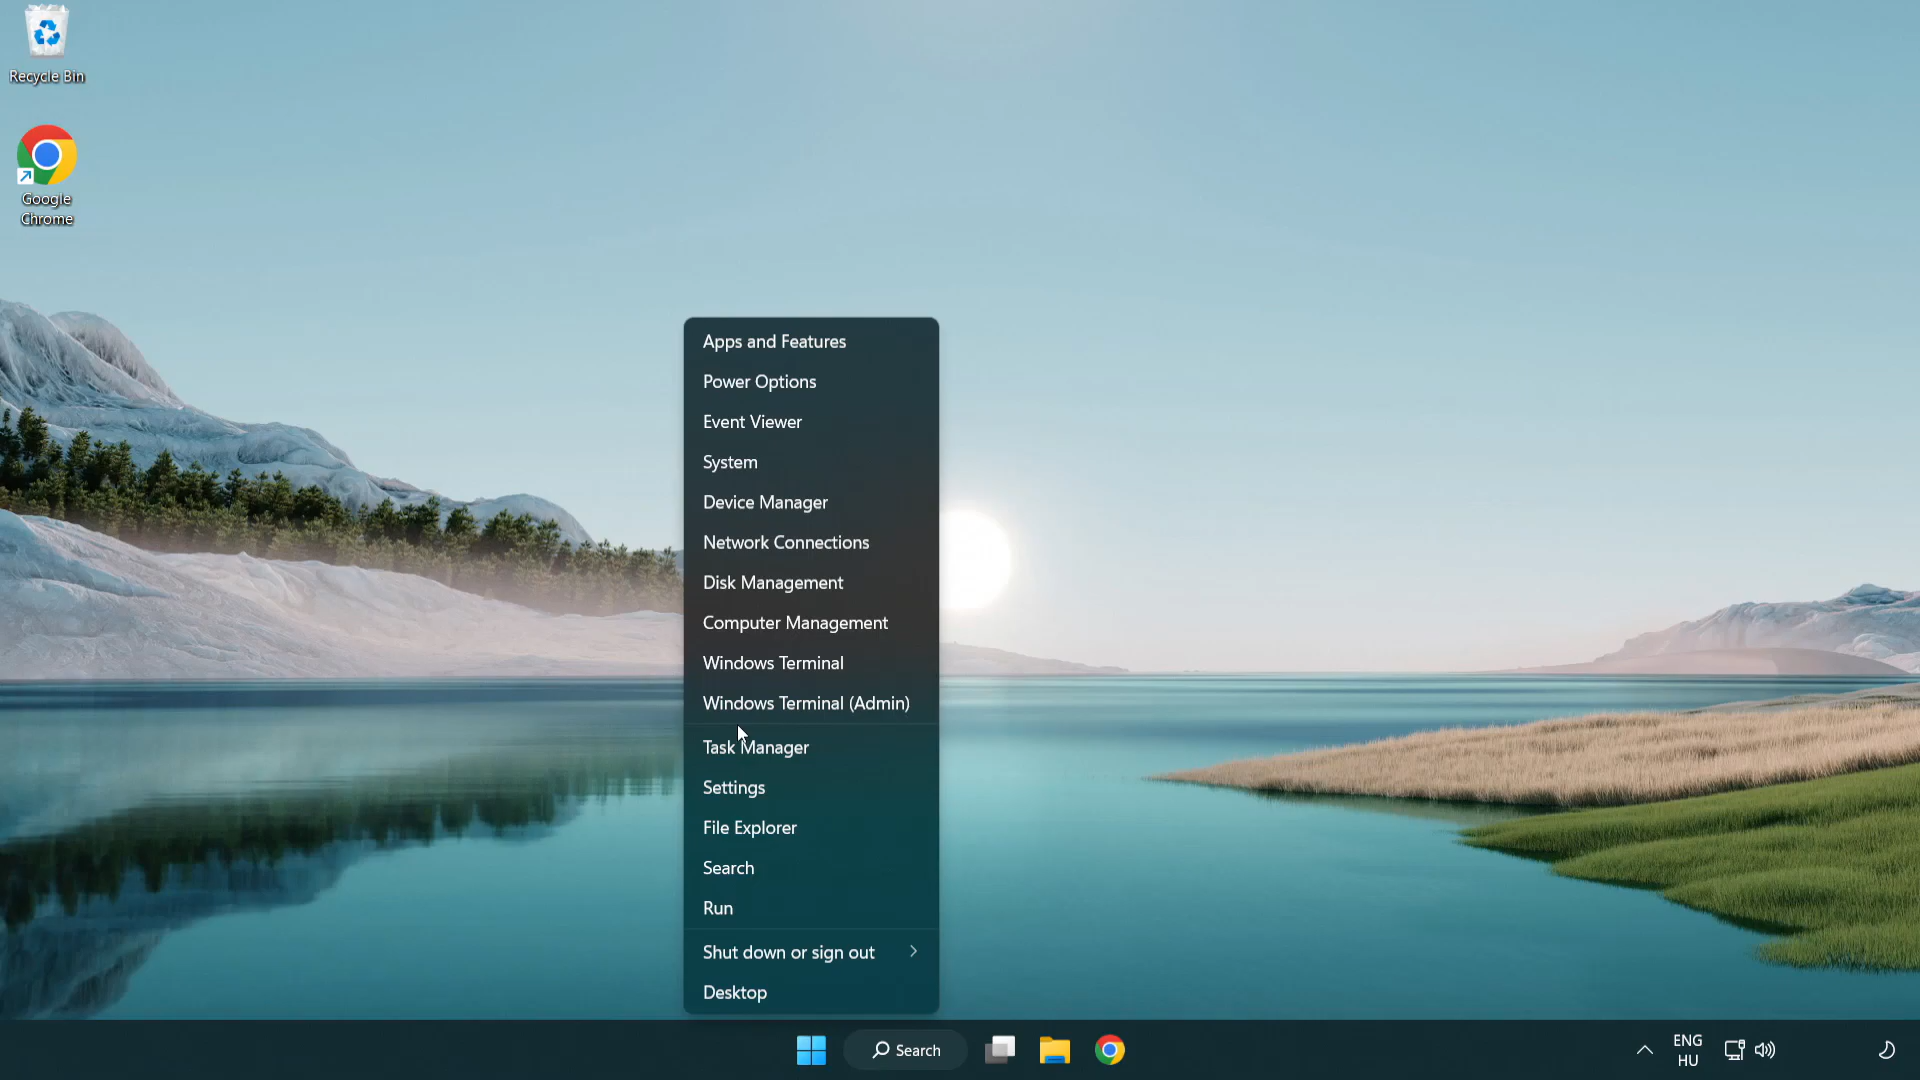 Recycle Bin
Google
Chrome
Apps and Features
Power Options
Event Viewer
System
Device Manager
Network Connections
Disk Management
Computer Management
Windows Terminal
Windows Terminal (Admin)
Task Manager
Settings
File Explorer
Search
Run
Shut down or sign out
Desktop
Search
ENG
HU